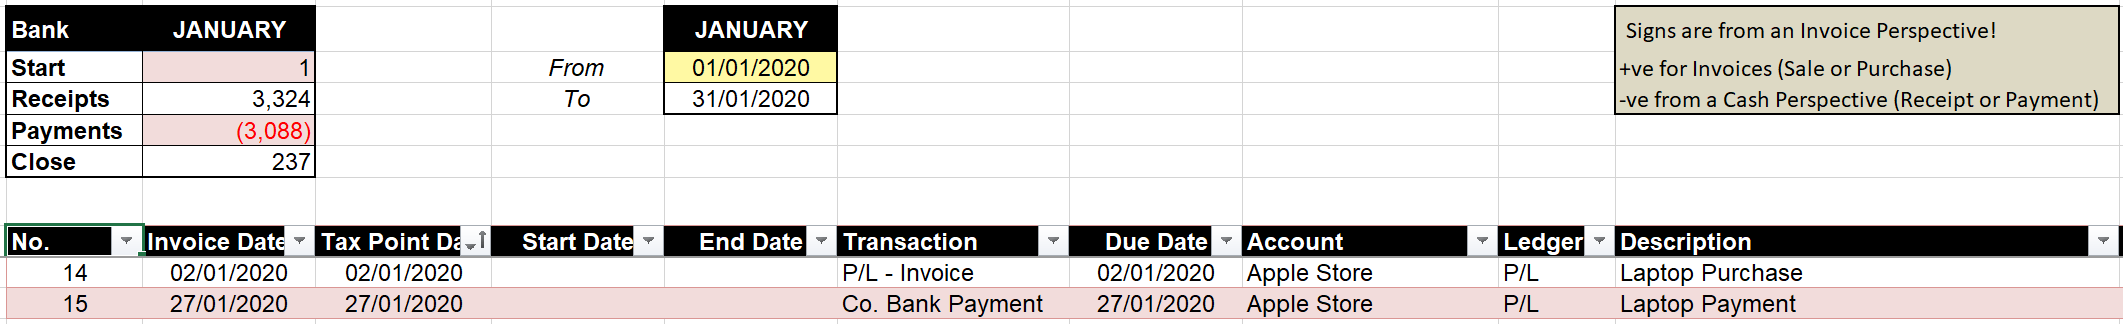 Bank JANUARY JANUARY Signs are from an Invoice Perspective!
Start 1 From 01/01/2020 +ve for Invoices (Sale or Purchase)
Receipts 3,324 To 31/01/2020 -ve from a Cash Perspective (Receipt or Payment)
Payments (3,088)
Close 237
No. Invoice Date Tax Point Da Start Date End Date Transaction Due Date Account Ledger Description
14 02/01/2020 02/01/2020 P/L - Invoice 02/01/2020 Apple Store P/L Laptop Purchase
15 27/01/2020 27/01/2020 Co. Bank Payment 27/01/2020 Apple Store P/L Laptop Payment